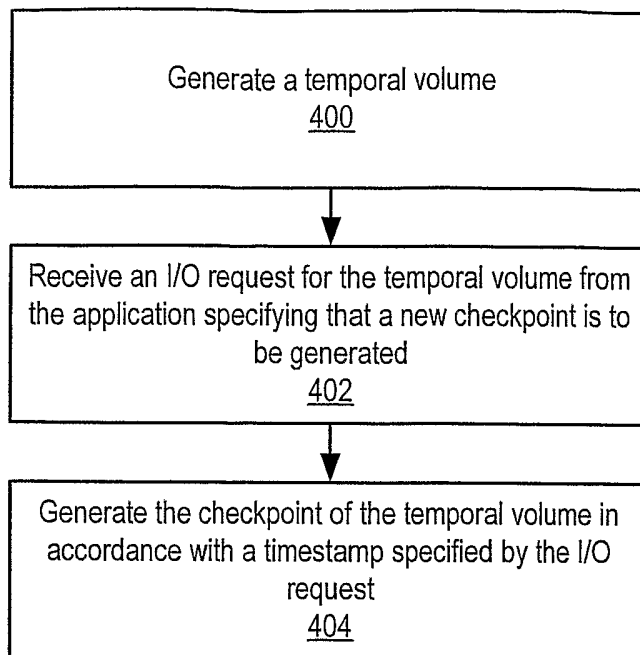 Generate a temporal volume
400
Receive an I/O request for the temporal volume from
the application specifying that a new checkpoint is to
be generated
402
Generate the checkpoint of the temporal volume in
accordance with a timestamp specified by the I/O
request
404